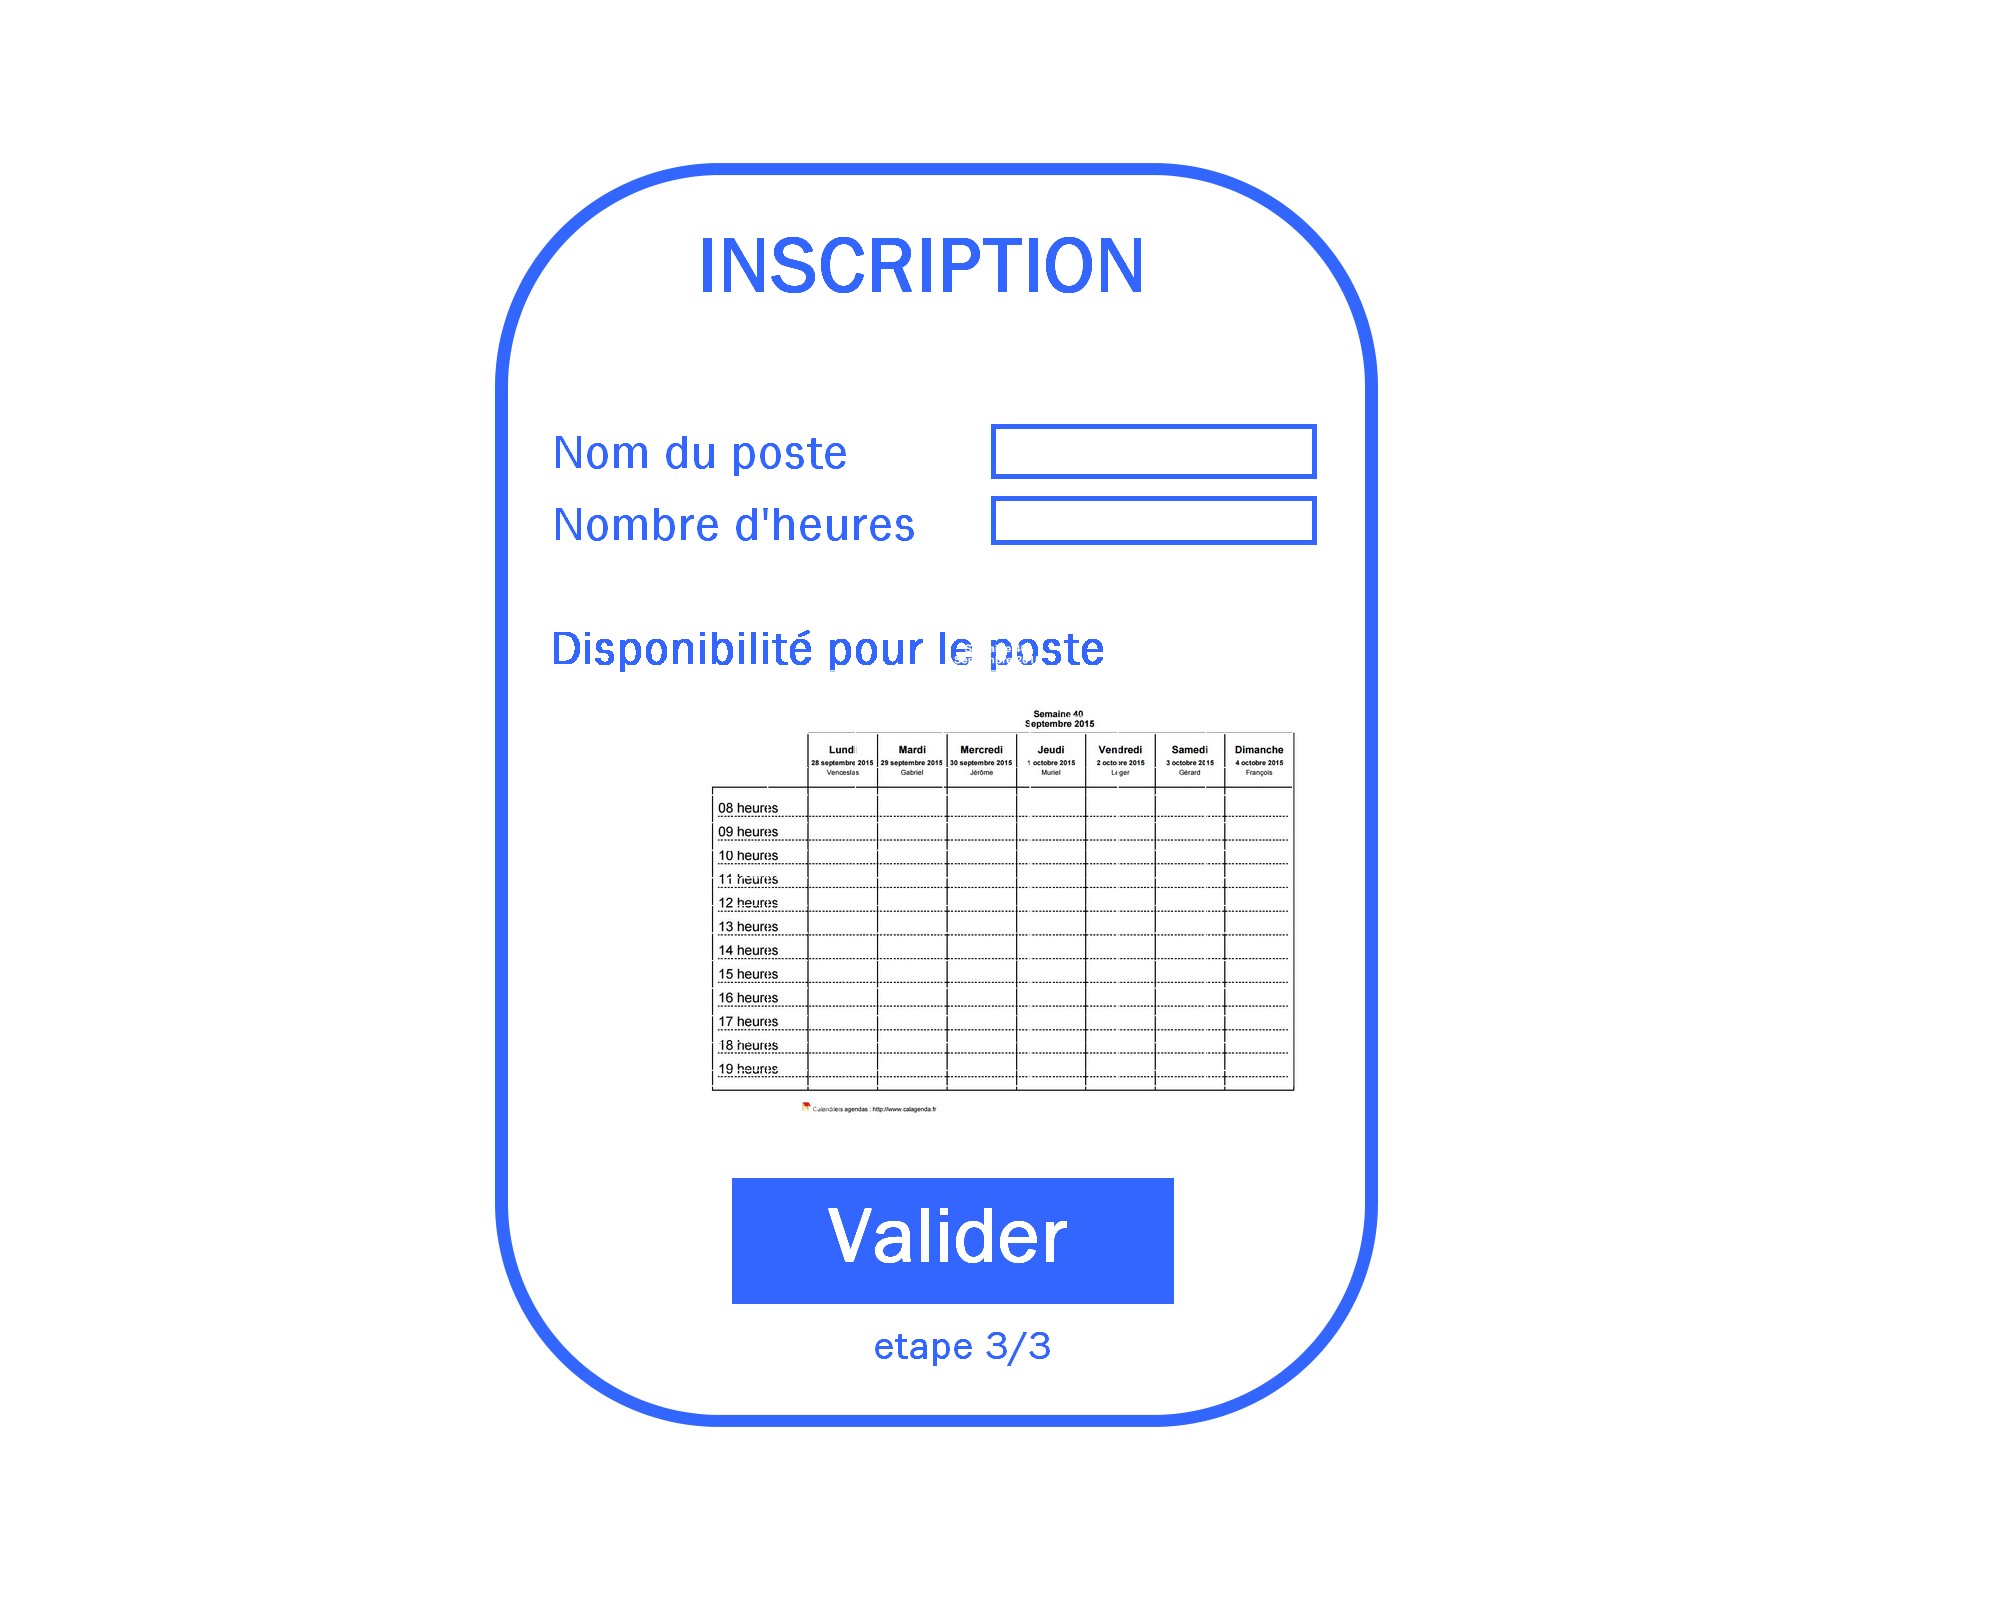 INSCRIPTION
Nom du poste
Nombre d'heures
Disponibilité pour le poste
Semaine 40
Septembre 2015
Lundi Mardi Mercredi Jeudi Vendredi Samedi Dimanche
28 septembre 2015 29 septembre 2015 30 septembre 2015 1 octobre 2015 2 octobre 2015 3 octobre 2015 4 octobre 2015
Venceslas Gabriel Jérôme Muriel Léger Gérard François
08 heures
09 heures
10 heures
11 heures
12 heures
13 heures
14 heures
15 heures
16 heures
17 heures
18 heures
19 heures
Calendriers agendas : http://www.calagenda.fr
Valider
etape 3/3